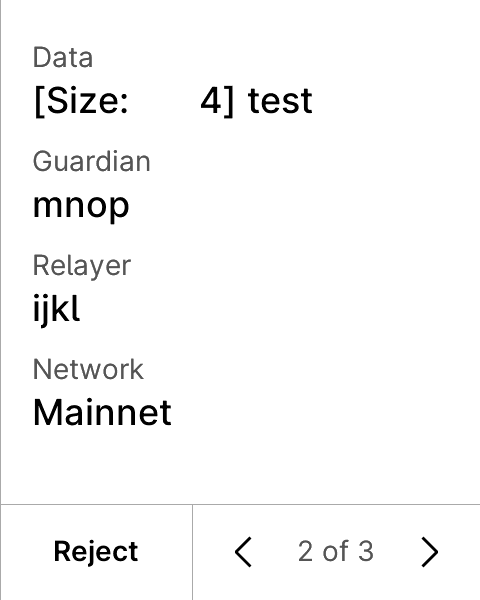 Data
[Size:       4] test
Guardian
mnop
Relayer
ijkl
Network
Mainnet
Reject
2 of 3